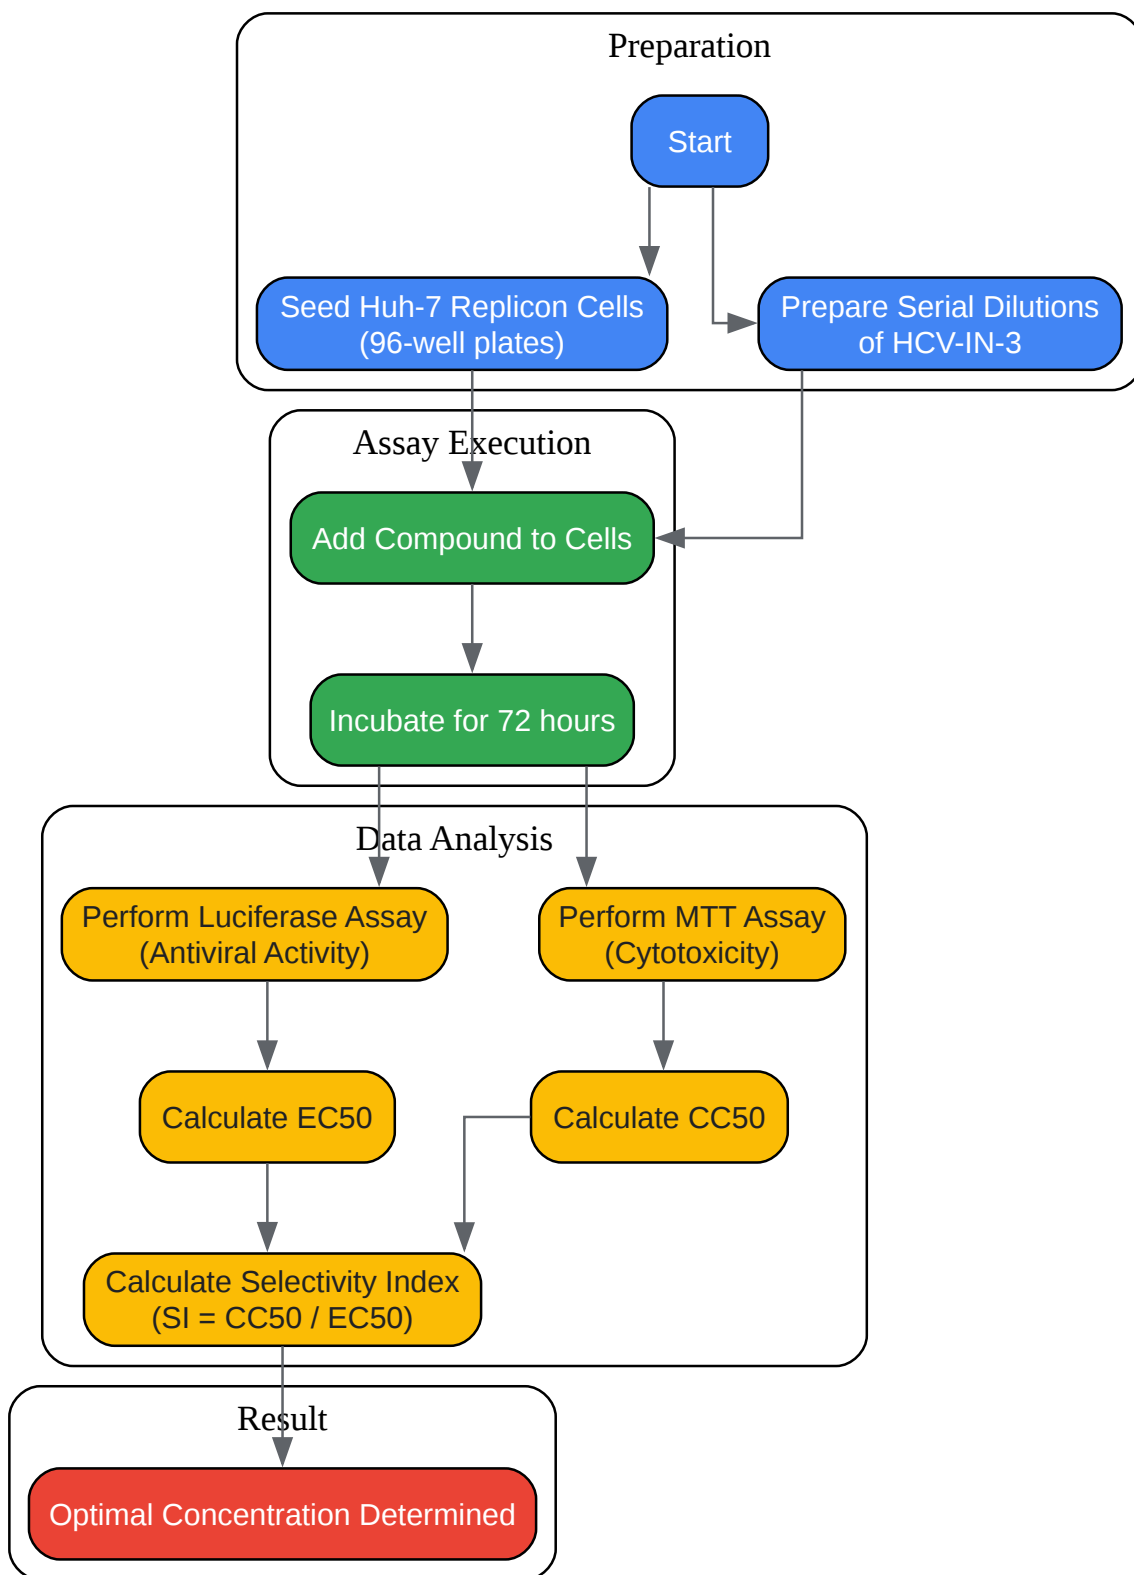 Preparation
Start
Seed Huh-7 Replicon Cells
(96-well plates)
Prepare Serial Dilutions
of HCV-IN-3
Assay Execution
Add Compound to Cells
Incubate for 72 hours
Data Analysis
Perform Luciferase Assay
(Antiviral Activity)
Perform MTT Assay
(Cytotoxicity)
Calculate EC50
Calculate CC50
Calculate Selectivity Index
(SI = CC50 / EC50)
Result
Optimal Concentration Determined